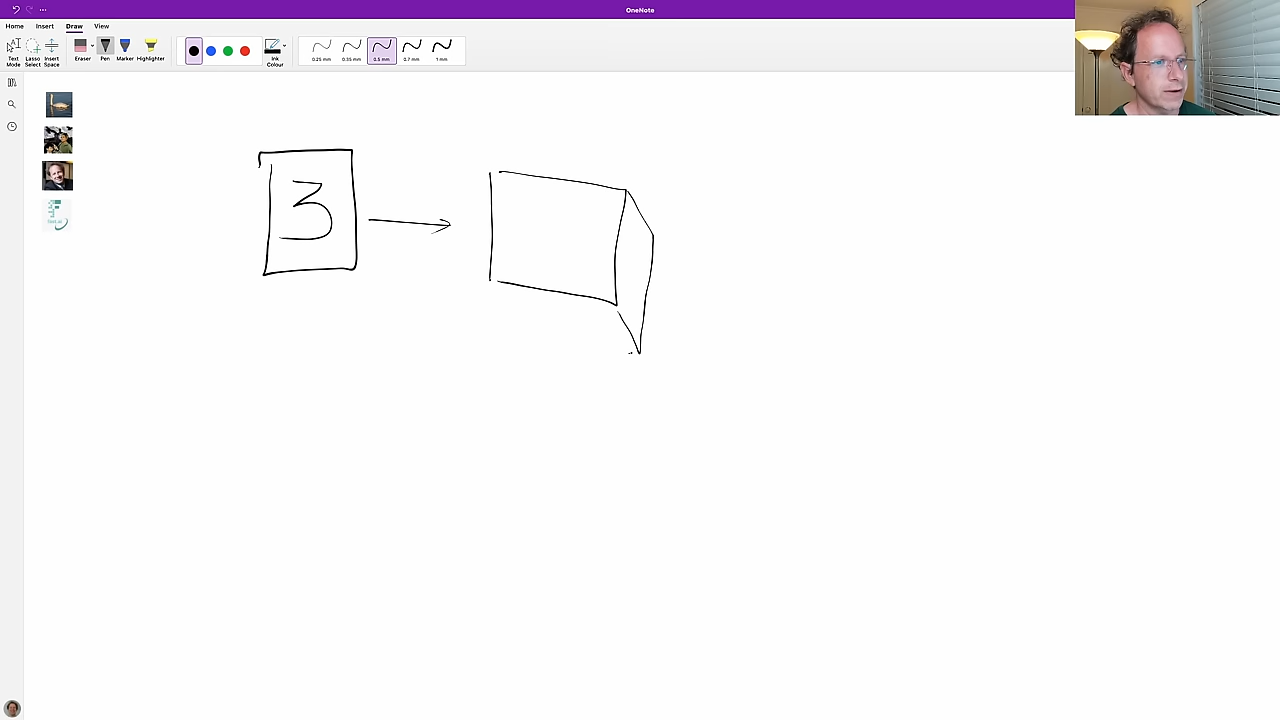 OneNote
Home Insert Draw View
Text Mode
Lasso Select
Insert Space
Eraser
Pen
Marker
Highlighter
Ink Colour
0.25 mm
0.35 mm
0.5 mm
0.7 mm
1 mm
3